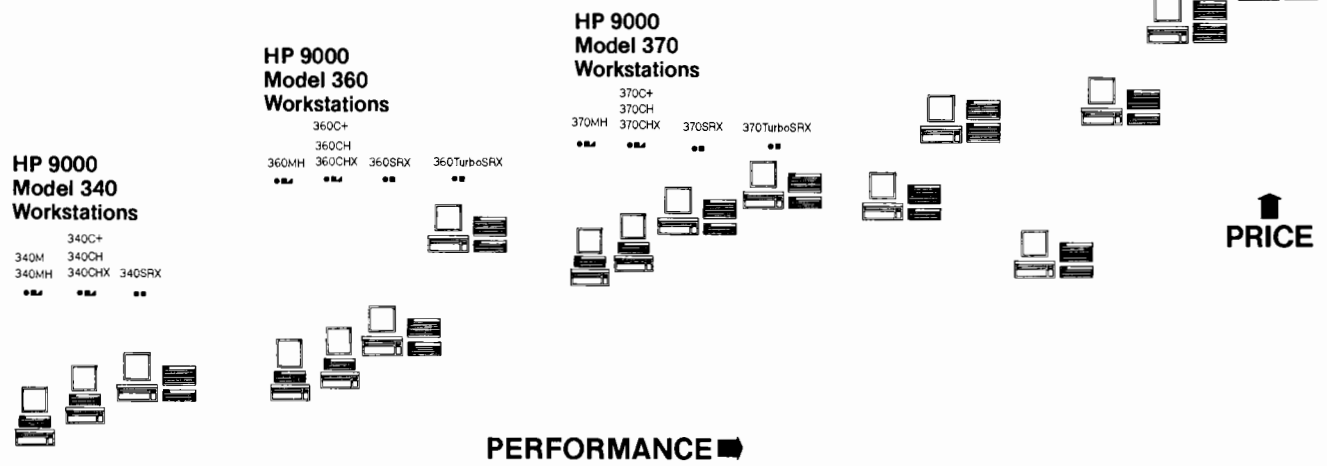 HP 9000
Model 340
Workstations
340C+
340M 340CH
340MH 340CHX 340SRX
HP 9000
Model 360
Workstations
360C+
360CH
360MH 360CHX 360SRX 360TurboSRX
HP 9000
Model 370
Workstations
370C+
370CH
370MH 370CHX 370SRX 370TurboSRX
PRICE
PERFORMANCE